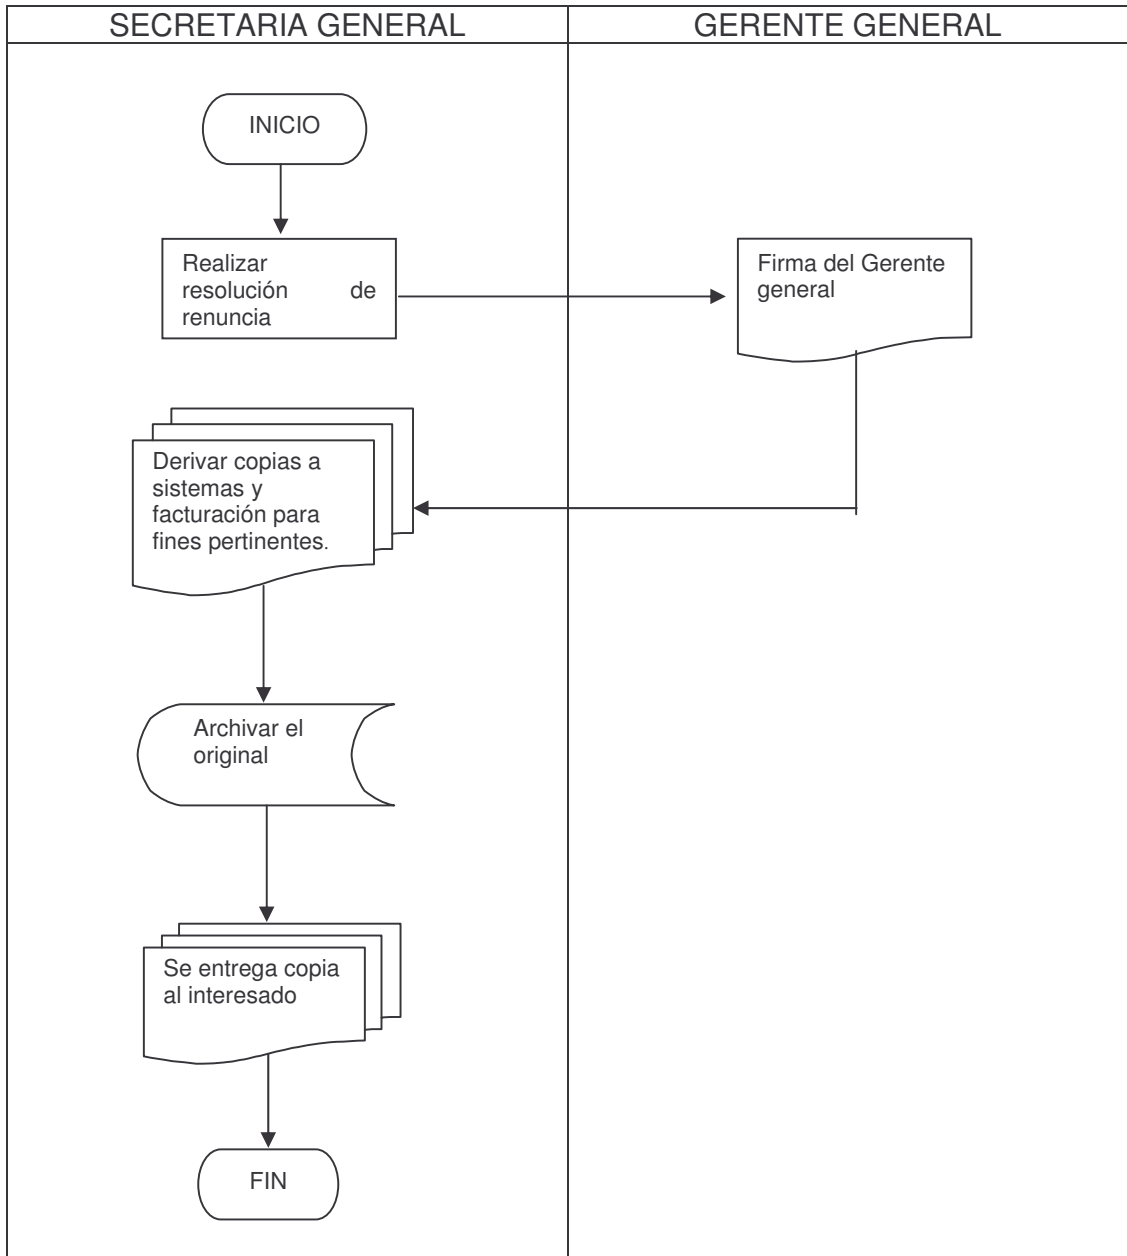 SECRETARIA GENERAL
GERENTE GENERAL
INICIO
Realizar
resolución de
renuncia
Firma del Gerente
general
Derivar copias a
sistemas y
facturación para
fines pertinentes.
Archivar el
original
Se entrega copia
al interesado
FIN